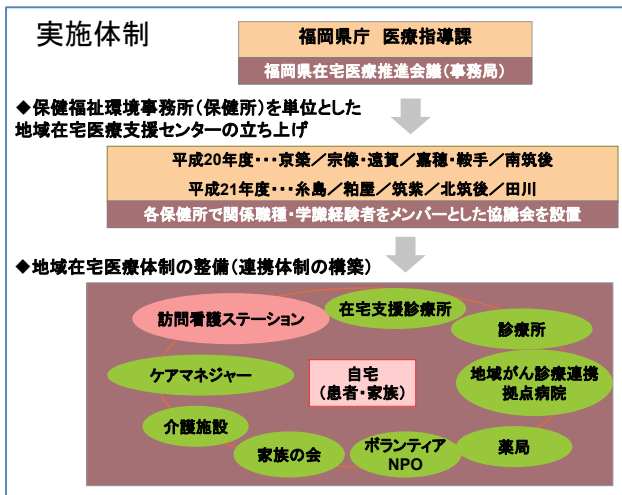 実施体制
福岡県庁 医療指導課
福岡県在宅医療推進会議(事務局)
◆保健福祉環境事務所(保健所)を単位とした
地域在宅医療支援センターの立ち上げ
平成20年度・・・京築/宗像・遠賀/嘉穂・鞍手/南筑後
平成21年度・・・糸島/粕屋/筑紫/北筑後/田川
各保健所で関係職種・学識経験者をメンバーとした協議会を設置
◆地域在宅医療体制の整備(連携体制の構築)
訪問看護ステーション
在宅支援診療所
診療所
ケアマネジャー
自宅
(患者・家族)
地域がん診療連携
拠点病院
介護施設
家族の会
ボランティア
NPO
薬局